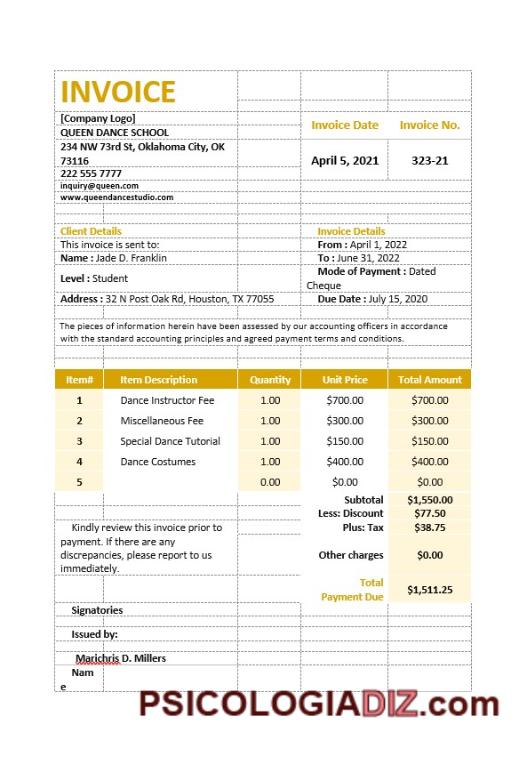 INVOICE
[Company Logo]
QUEEN DANCE SCHOOL
Invoice Date Invoice No.
234 NW 73rd St, Oklahoma City, OK
73116
April 5, 2021 323-21
222 555 7777
inquiry@queen.com
www.queendancestudio.com
Client Details
Invoice Details
This invoice is sent to:
From : April 1, 2022
Name : Jade D. Franklin
To : June 31, 2022
Level : Student
Mode of Payment : Dated
Cheque
Address : 32 N Post Oak Rd, Houston, TX 77055
Due Date : July 15, 2020
The pieces of information herein have been assessed by our accounting officers in accordance
with the standard accounting principles and agreed payment terms and conditions.
Item# Item Description Quantity Unit Price Total Amount
1 Dance Instructor Fee 1.00 $700.00 $700.00
2 Miscellaneous Fee 1.00 $300.00 $300.00
3 Special Dance Tutorial 1.00 $150.00 $150.00
4 Dance Costumes 1.00 $400.00 $400.00
5 0.00 $0.00 $0.00
Subtotal $1,550.00
Less: Discount $77.50
Plus: Tax $38.75
Kindly review this invoice prior to
payment. If there are any
discrepancies, please report to us
immediately.
Other charges $0.00
Total
Payment Due $1,511.25
Signatories
Issued by:
Marichris D. Millers
Nam
e
PSICOLOGIADIZ.com